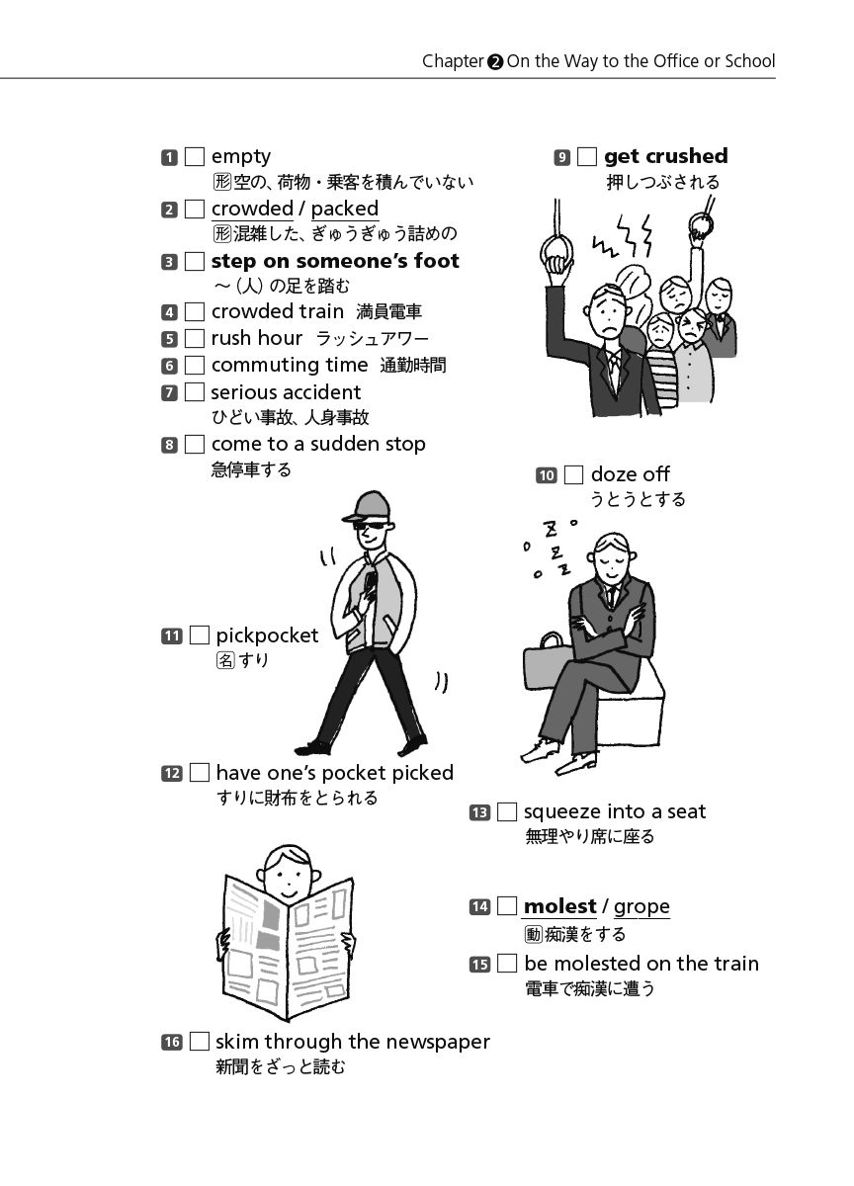 Chapter❷On the Way to the Office or School
1 □ empty
形 空の、荷物・乗客を積んでいない
2 □ crowded / packed
形 混雑した、ぎゅうぎゅう詰めの
3 □ step on someone's foot
～（人）の足を踏む
4 □ crowded train 満員電車
5 □ rush hour ラッシュアワー
6 □ commuting time 通勤時間
7 □ serious accident
ひどい事故、人身事故
8 □ come to a sudden stop
急停車する
9 □ get crushed
押しつぶされる
10 □ doze off
うとうとする
z
z
z
11 □ pickpocket
名 すり
12 □ have one's pocket picked
すりに財布をとられる
13 □ squeeze into a seat
無理やり席に座る
14 □ molest / grope
動 痴漢をする
15 □ be molested on the train
電車で痴漢に遭う
16 □ skim through the newspaper
新聞をざっと読む